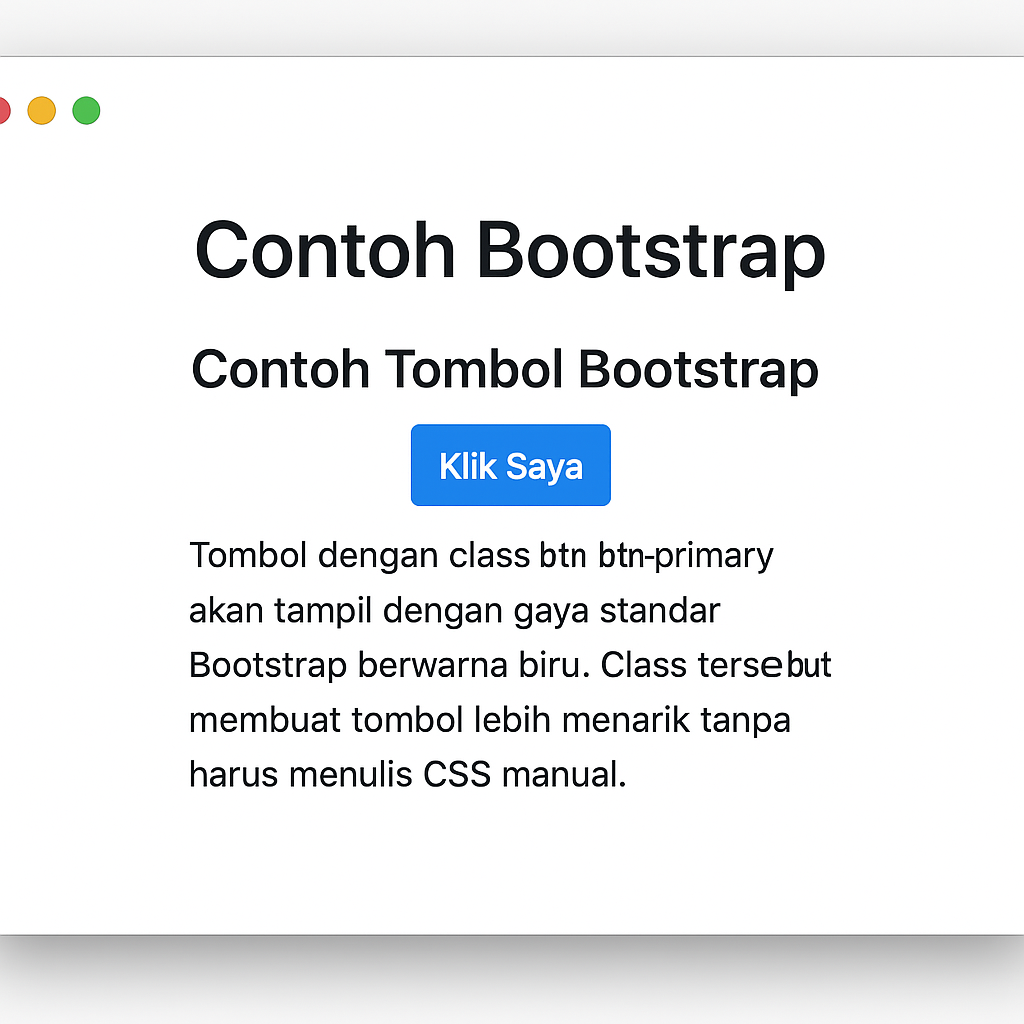 Contoh Bootstrap
Contoh Tombol Bootstrap
Klik Saya
Tombol dengan class btn btn-primary
akan tampil dengan gaya standar
Bootstrap berwarna biru. Class tersebut
membuat tombol lebih menarik tanpa
harus menulis CSS manual.